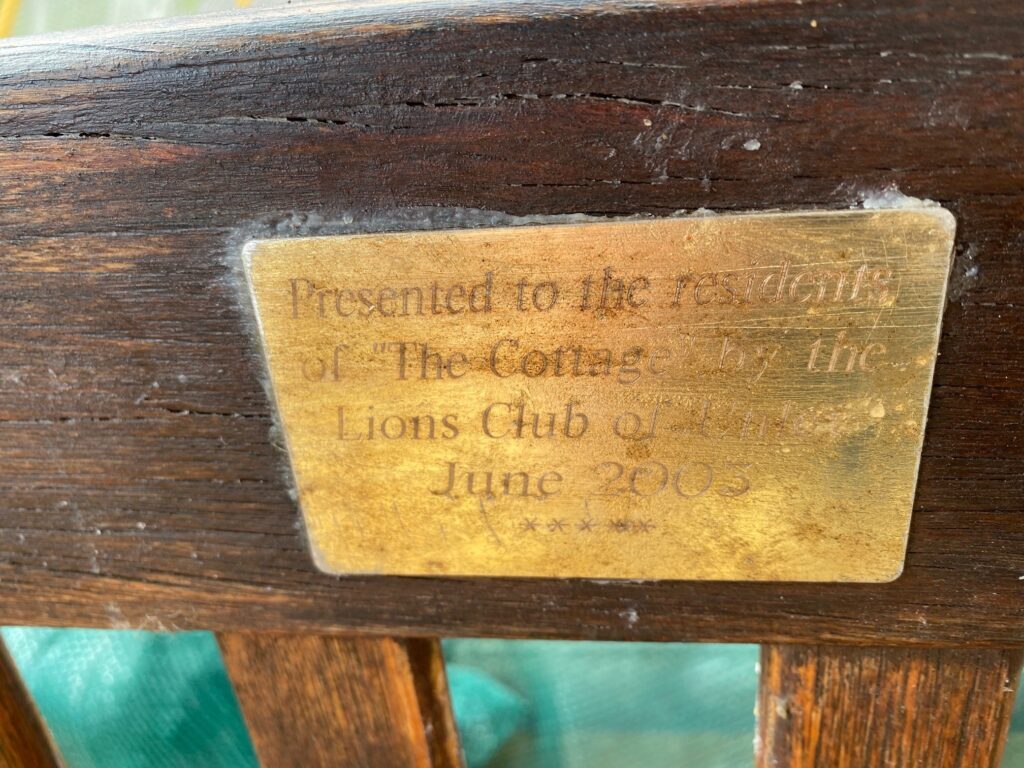 Presented to the residents
of "The Cottage" by the
Lions Club of
June 2005
*****